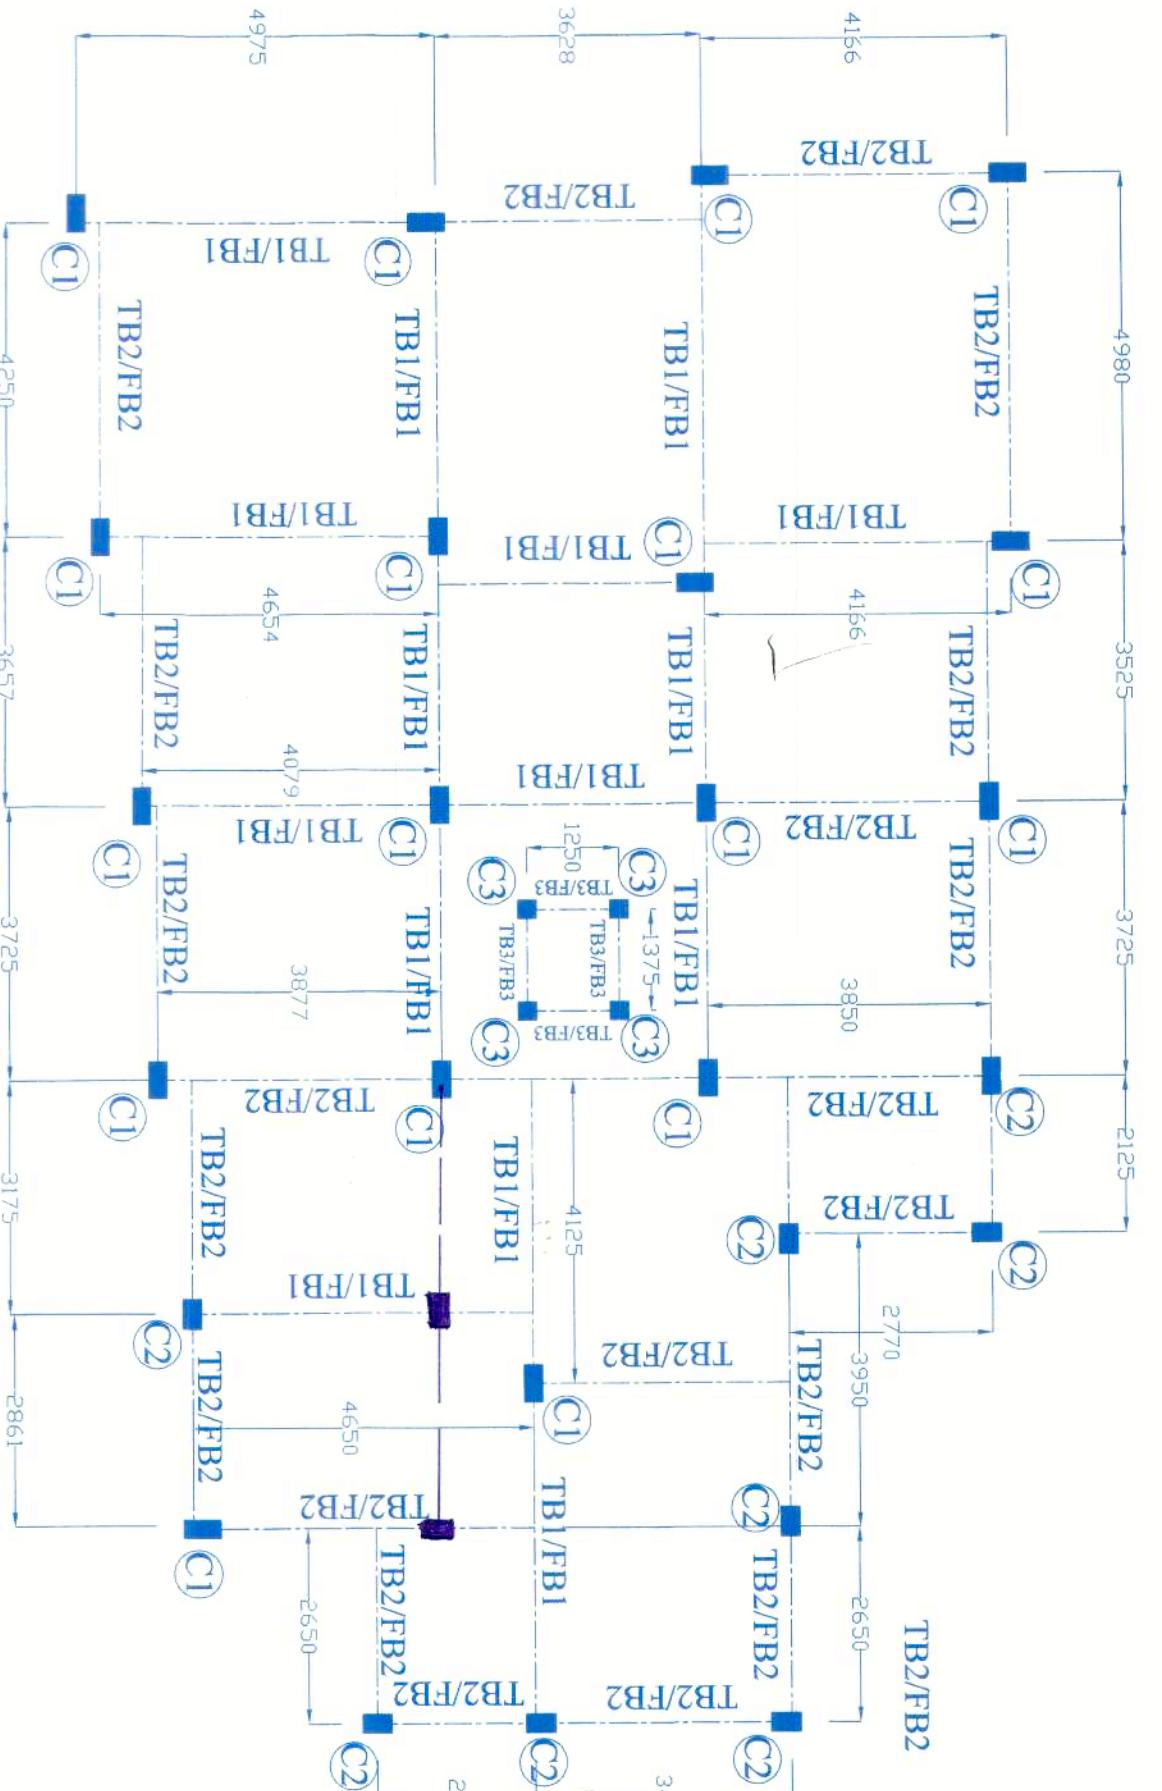 4975
3628
4166
TB2/FB2
C1
C1
TB2/FB2
C1
TB1/FB1
C1
TB2/FB2
TB1/FB1
TB1/FB1
TB2/FB2
4980
4250
TB1/FB1
TB1/FB1
C1
TB1/FB1
C1
C1
C1
4654
4166
TB2/FB2
TB1/FB1
TB1/FB1
TB2/FB2
3525
3657
4079
TB1/FB1
C1
TB1/FB1
C1
C1
TB2/FB2
C1
1250
C3
TB3/FB3
C3
TB2/FB2
TB1/FB1
TB3/FB3
TB3/FB3
1375
TB1/FB1
TB2/FB2
3725
3725
3877
3850
C3
TB3/FB3
C3
C1
TB2/FB2
C1
C1
TB2/FB2
C2
TB2/FB2
TB1/FB1
4125
2125
3175
C2
TB2/FB2
C2
TB1/FB1
C2
2770
TB2/FB2
TB2/FB2
TB2/FB2
3950
2861
4650
C1
TB2/FB2
C2
C1
TB1/FB1
2650
TB2/FB2
TB2/FB2
2650
TB2/FB2
TB2/FB2
TB2/FB2
C2
C2
C2